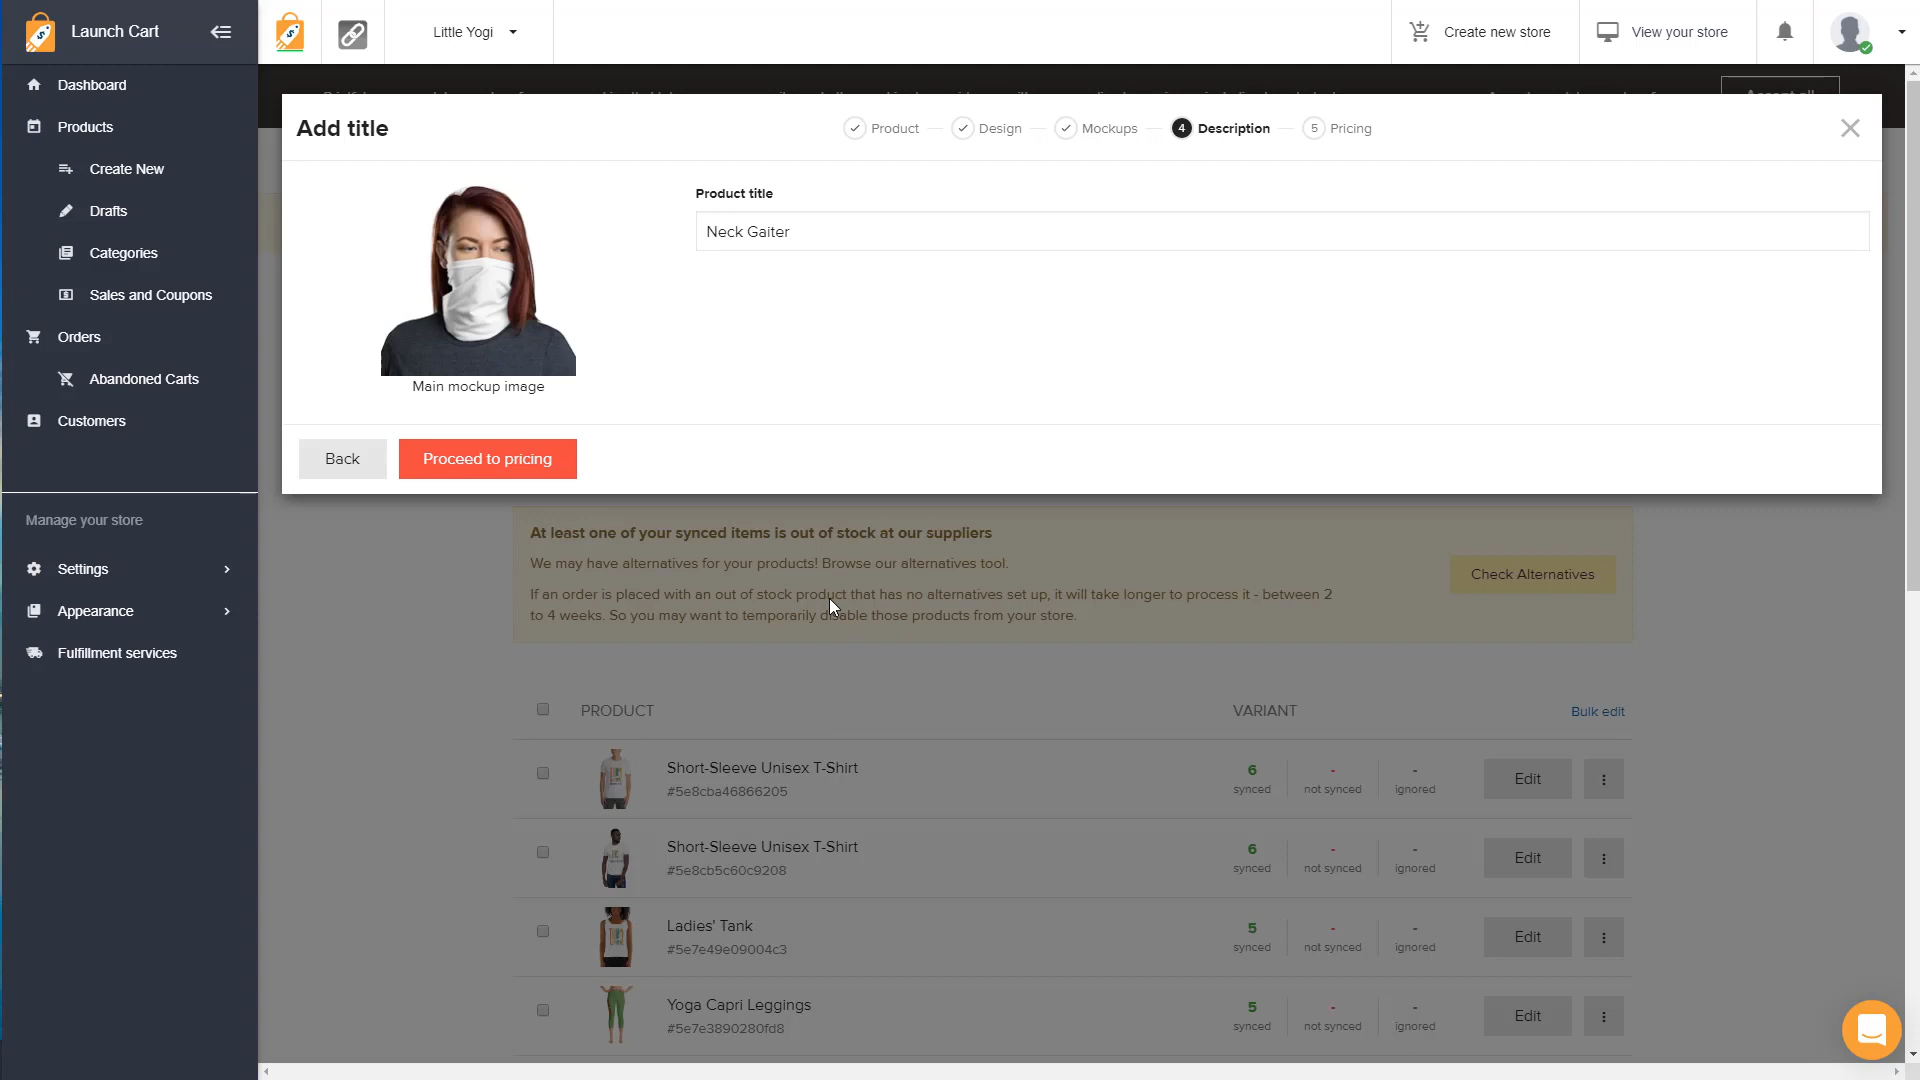 Launch Cart
Little Yogi
Create new store
View your store
Dashboard
Products
Create New
Drafts
Categories
Sales and Coupons
Orders
Abandoned Carts
Customers
Manage your store
Settings
Appearance
Fulfillment services
Add title
Product
Design
Mockups
4 Description
5 Pricing
Product title
Neck Gaiter
Main mockup image
Back
Proceed to pricing
At least one of your synced items is out of stock at our suppliers
We may have alternatives for your products! Browse our alternatives tool.
If an order is placed with an out of stock product that has no alternatives set up, it will take longer to process it - between 2
to 4 weeks. So you may want to temporarily disable those products from your store.
Check Alternatives
PRODUCT
VARIANT
Bulk edit
Short-Sleeve Unisex T-Shirt
#5e8cba46866205
6 - -
synced not synced ignored
Edit
Short-Sleeve Unisex T-Shirt
#5e8cb5c60c9208
6 - -
synced not synced ignored
Edit
Ladies' Tank
#5e7e49e09004c3
5 - -
synced not synced ignored
Edit
Yoga Capri Leggings
#5e7e3890280fd8
5 - -
synced not synced ignored
Edit